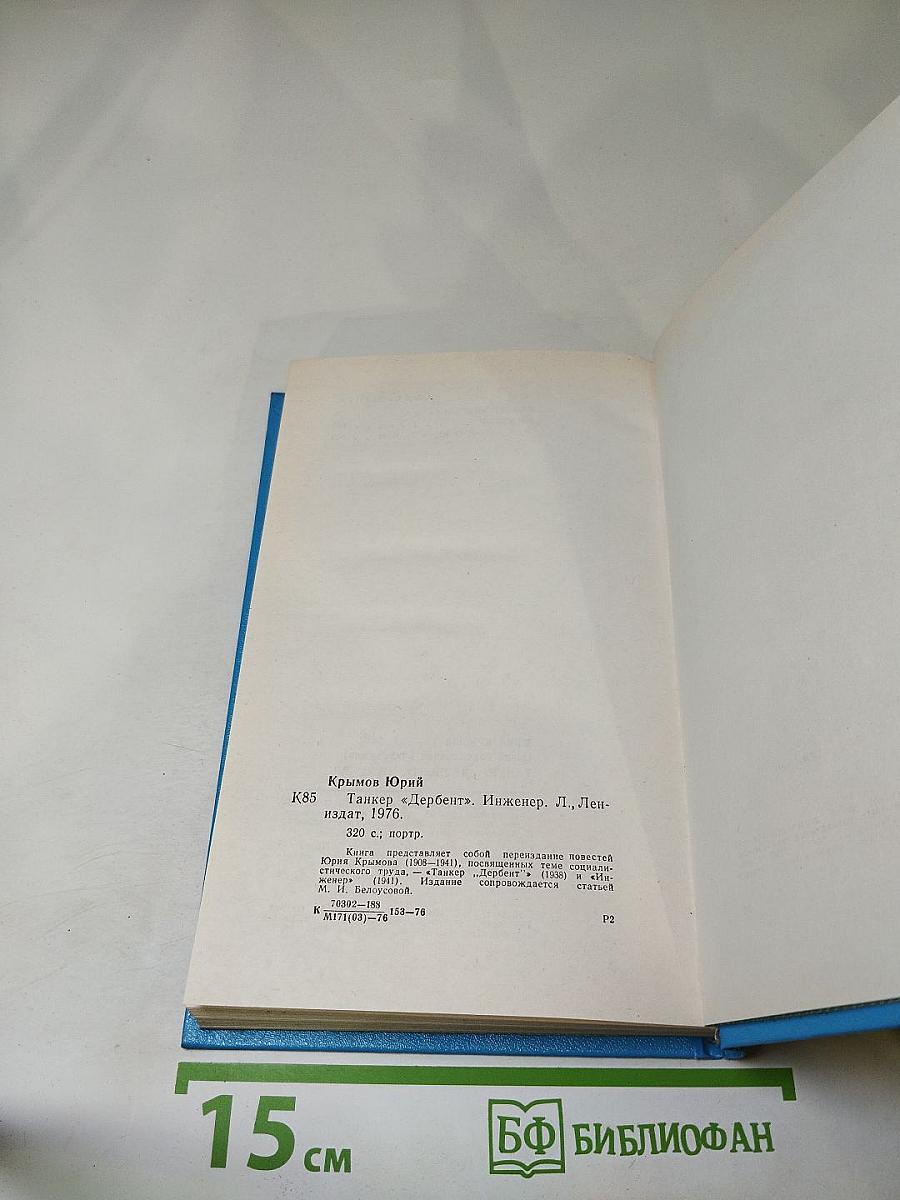 Крымов Юрий
К85 Танкер «Дербент». Инженер. Л., Лен-
издат, 1976.
320 с.; портр.
Книга представляет собой переиздание повестей
Юрия Крымова (1908—1941), посвященных теме социали-
стического труда, — «Танкер „Дербент“» (1938) и «Ин-
женер» (1941). Издание сопровождается статьей
М. И. Белоусовой.
К 70302—188
М171(03)—76 153—76
Р2
15 см
БФ БИБЛИОФАН